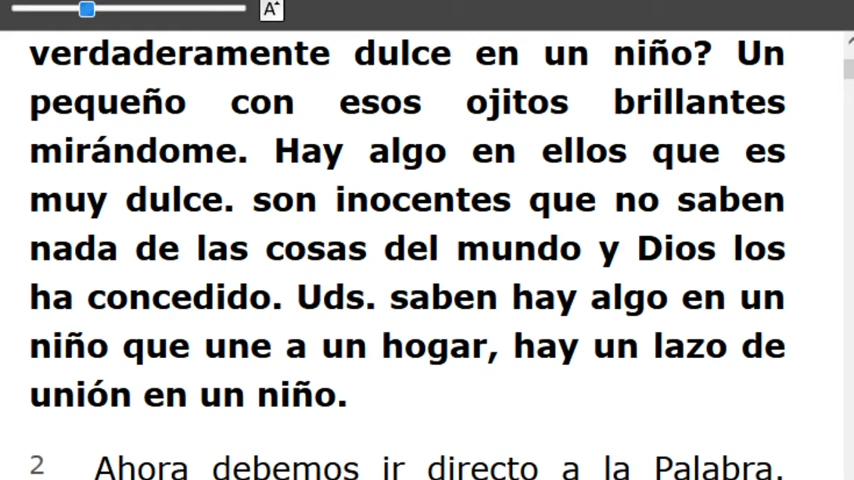 A
verdaderamente dulce en un niño? Un
pequeño con esos ojitos brillantes
mirándome. Hay algo en ellos que es
muy dulce. son inocentes que no saben
nada de las cosas del mundo y Dios los
ha concedido. Uds. saben hay algo en un
niño que une a un hogar, hay un lazo de
unión en un niño.
2 Ahora debemos ir directo a la Palabra.